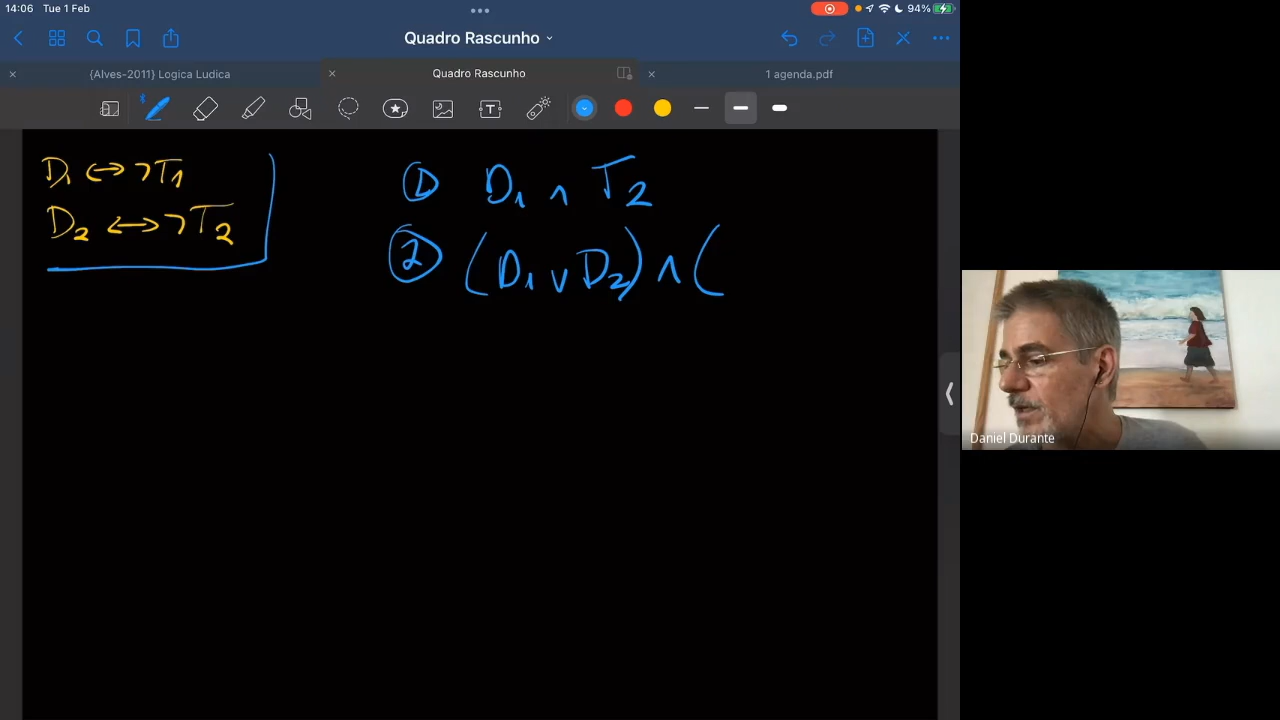 14:06 Tue 1 Feb
94%
Quadro Rascunho
{Alves-2011} Logica Ludica
Quadro Rascunho
1 agenda.pdf
T
D₁ ↔ ¬T₁
D₂ ↔ ¬T₂
① D₁ ∧ T₂
② (D₁ ∨ D₂) ∧ (
Daniel Durante